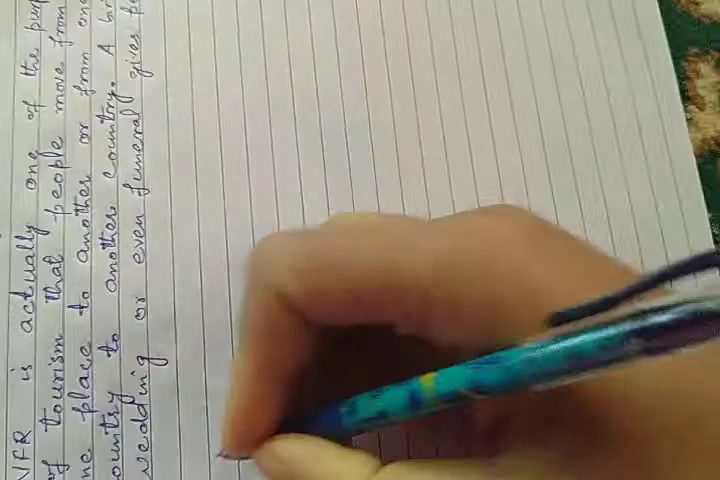 VFR is actually one of the
of tourism that people move from
place to another or from
country to another country. A
wedding or even funeral gives